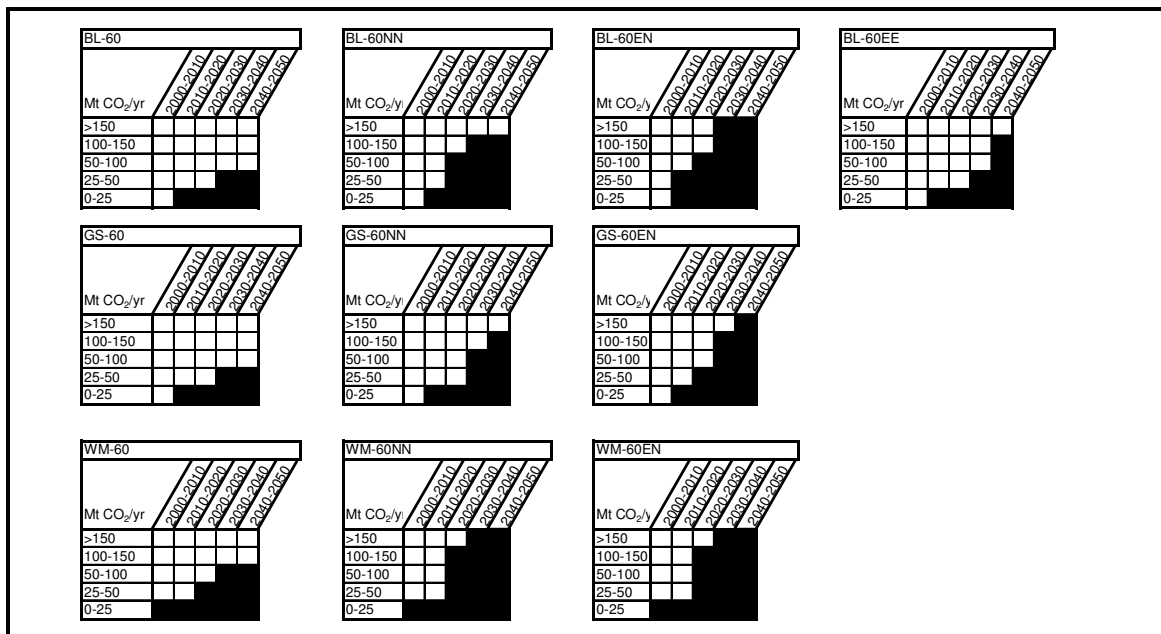 BL-60 BL-60NN BL-60EN BL-60EE
2000-2010 2010-2020 2020-2030 2030-2040 2040-2050 2000-2010 2010-2020 2020-2030 2030-2040 2040-2050 2000-2010 2010-2020 2020-2030 2030-2040 2040-2050 2000-2010 2010-2020 2020-2030 2030-2040 2040-2050
Mt CO₂/yr Mt CO₂/yr Mt CO₂/y Mt CO₂/yr
>150 >150 >150 >150
100-150 100-150 100-150 100-150
50-100 50-100 50-100 50-100
25-50 25-50 25-50 25-50
0-25 0-25 0-25 0-25
GS-60 GS-60NN GS-60EN
2000-2010 2010-2020 2020-2030 2030-2040 2040-2050 2000-2010 2010-2020 2020-2030 2030-2040 2040-2050 2000-2010 2010-2020 2020-2030 2030-2040 2040-2050
Mt CO₂/yr Mt CO₂/yr Mt CO₂/y
>150 >150 >150
100-150 100-150 100-150
50-100 50-100 50-100
25-50 25-50 25-50
0-25 0-25 0-25
WM-60 WM-60NN WM-60EN
2000-2010 2010-2020 2020-2030 2030-2040 2040-2050 2000-2010 2010-2020 2020-2030 2030-2040 2040-2050 2000-2010 2010-2020 2020-2030 2030-2040 2040-2050
Mt CO₂/yr Mt CO₂/yr Mt CO₂/y
>150 >150 >150
100-150 100-150 100-150
50-100 50-100 50-100
25-50 25-50 25-50
0-25 0-25 0-25